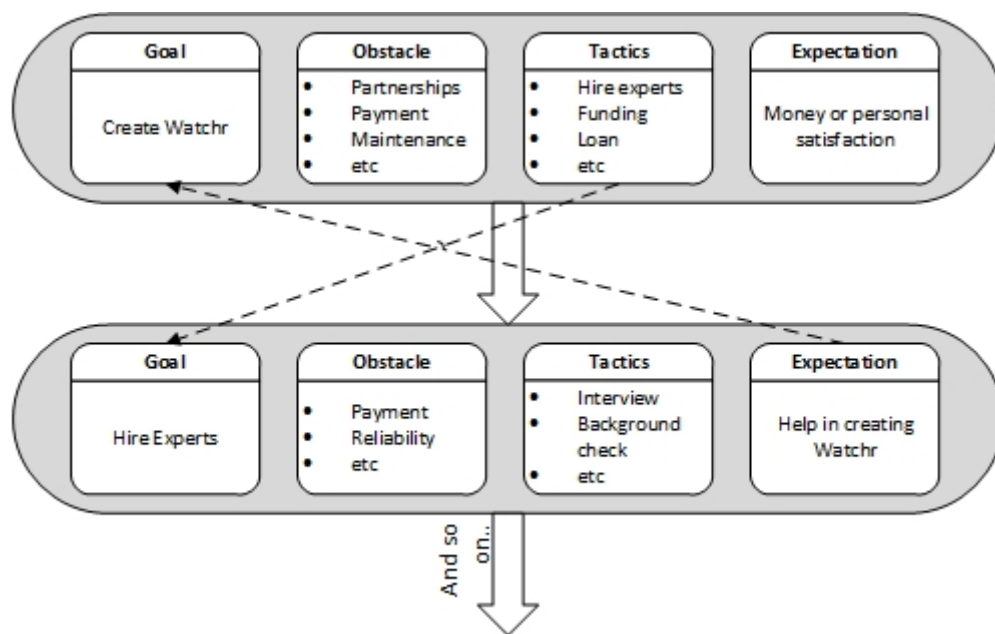 Goal
Create Watchr
Obstacle
• Partnerships
• Payment
• Maintenance
• etc
Tactics
• Hire experts
• Funding
• Loan
• etc
Expectation
Money or personal
satisfaction
Goal
Hire Experts
Obstacle
• Payment
• Reliability
• etc
Tactics
• Interview
• Background
check
• etc
Expectation
Help in creating
Watchr
And so
on..